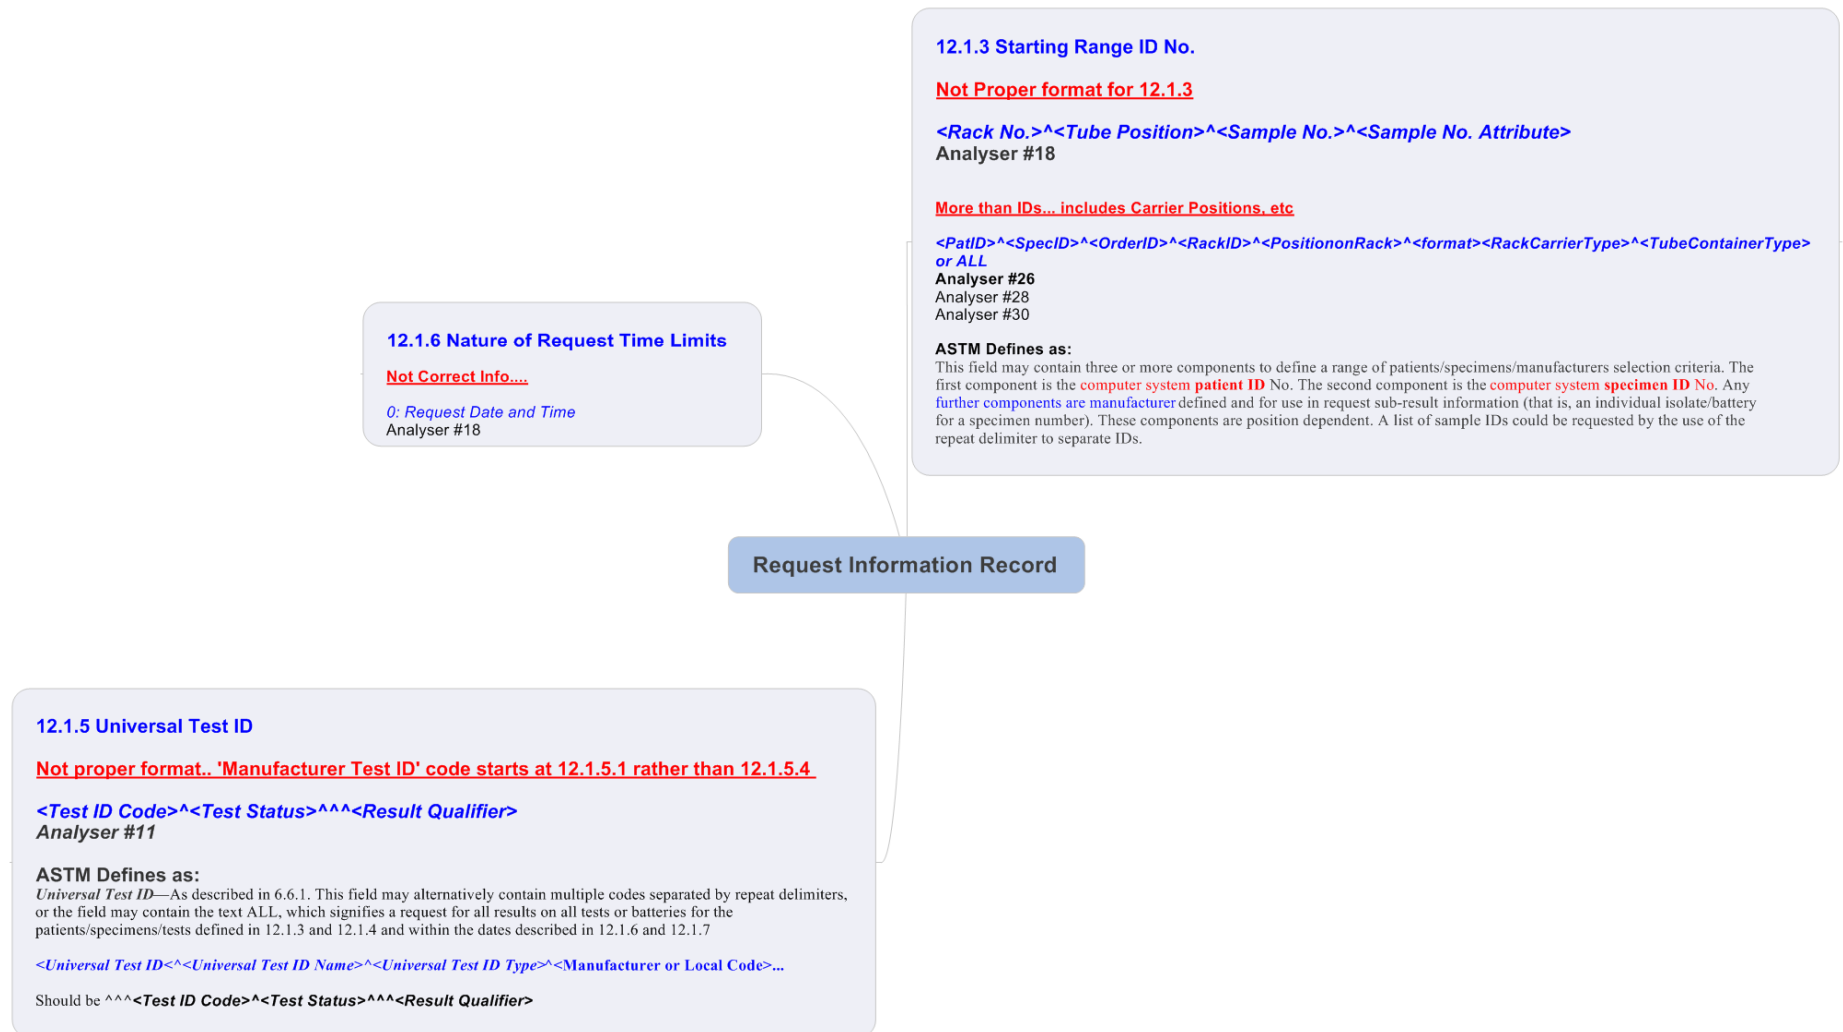 12.1.3 Starting Range ID No.
Not Proper format for 12.1.3
<Rack No.>^<Tube Position>^<Sample No.>^<Sample No. Attribute>
Analyser #18
More than IDs... includes Carrier Positions, etc
<PatID>^<SpecID>^<OrderID>^<RackID>^<PositiononRack>^<format><RackCarrierType>^<TubeContainerType>
or ALL
Analyser #26
Analyser #28
Analyser #30
ASTM Defines as:
This field may contain three or more components to define a range of patients/specimens/manufacturers selection criteria. The
first component is the computer system patient ID No. The second component is the computer system specimen ID No. Any
further components are manufacturer defined and for use in request sub-result information (that is, an individual isolate/battery
for a specimen number). These components are position dependent. A list of sample IDs could be requested by the use of the
repeat delimiter to separate IDs.
12.1.6 Nature of Request Time Limits
Not Correct Info....
0: Request Date and Time
Analyser #18
Request Information Record
12.1.5 Universal Test ID
Not proper format.. 'Manufacturer Test ID' code starts at 12.1.5.1 rather than 12.1.5.4
<Test ID Code>^<Test Status>^^^<Result Qualifier>
Analyser #11
ASTM Defines as:
Universal Test ID—As described in 6.6.1. This field may alternatively contain multiple codes separated by repeat delimiters,
or the field may contain the text ALL, which signifies a request for all results on all tests or batteries for the
patients/specimens/tests defined in 12.1.3 and 12.1.4 and within the dates described in 12.1.6 and 12.1.7
<Universal Test ID<^<Universal Test ID Name>^<Universal Test ID Type>^<Manufacturer or Local Code>...
Should be ^^^<Test ID Code>^<Test Status>^^^<Result Qualifier>